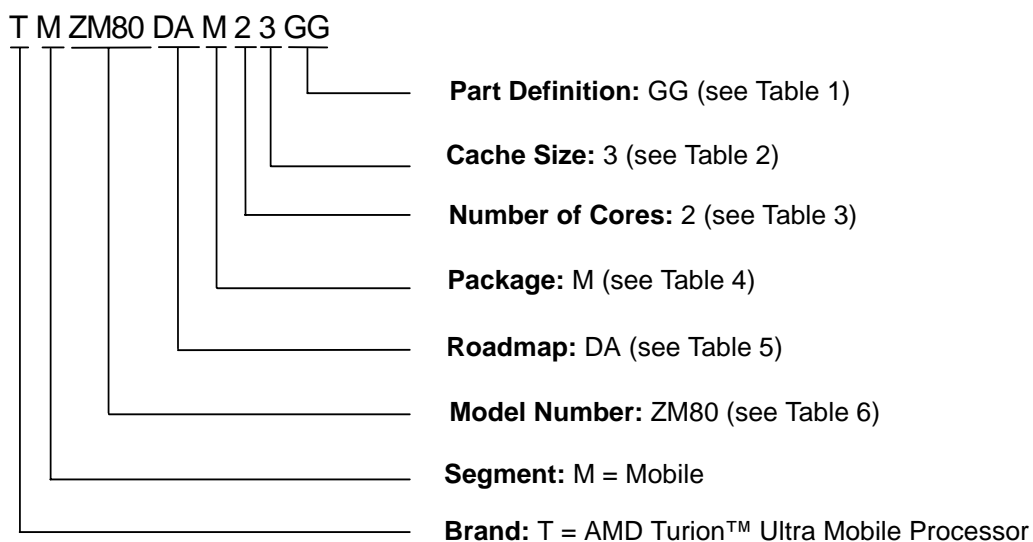 T M ZM80 DA M 2 3 GG
Part Definition: GG (see Table 1)
Cache Size: 3 (see Table 2)
Number of Cores: 2 (see Table 3)
Package: M (see Table 4)
Roadmap: DA (see Table 5)
Model Number: ZM80 (see Table 6)
Segment: M = Mobile
Brand: T = AMD Turion™ Ultra Mobile Processor